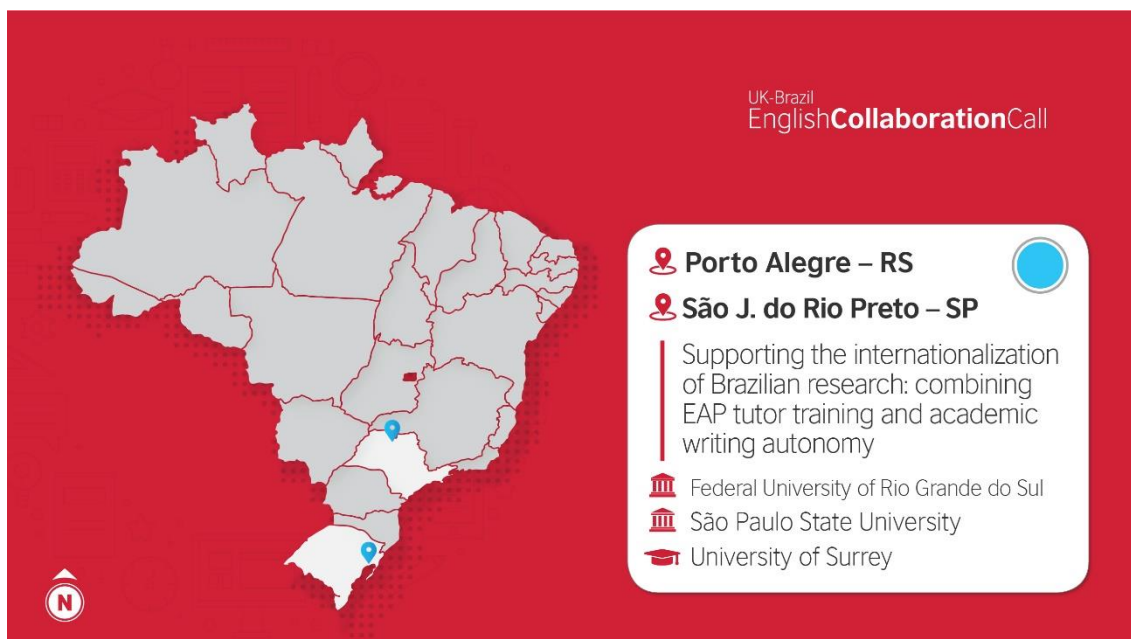 UK-Brazil
EnglishCollaborationCall
Porto Alegre – RS
São J. do Rio Preto – SP
Supporting the internationalization
of Brazilian research: combining
EAP tutor training and academic
writing autonomy
Federal University of Rio Grande do Sul
São Paulo State University
University of Surrey
N